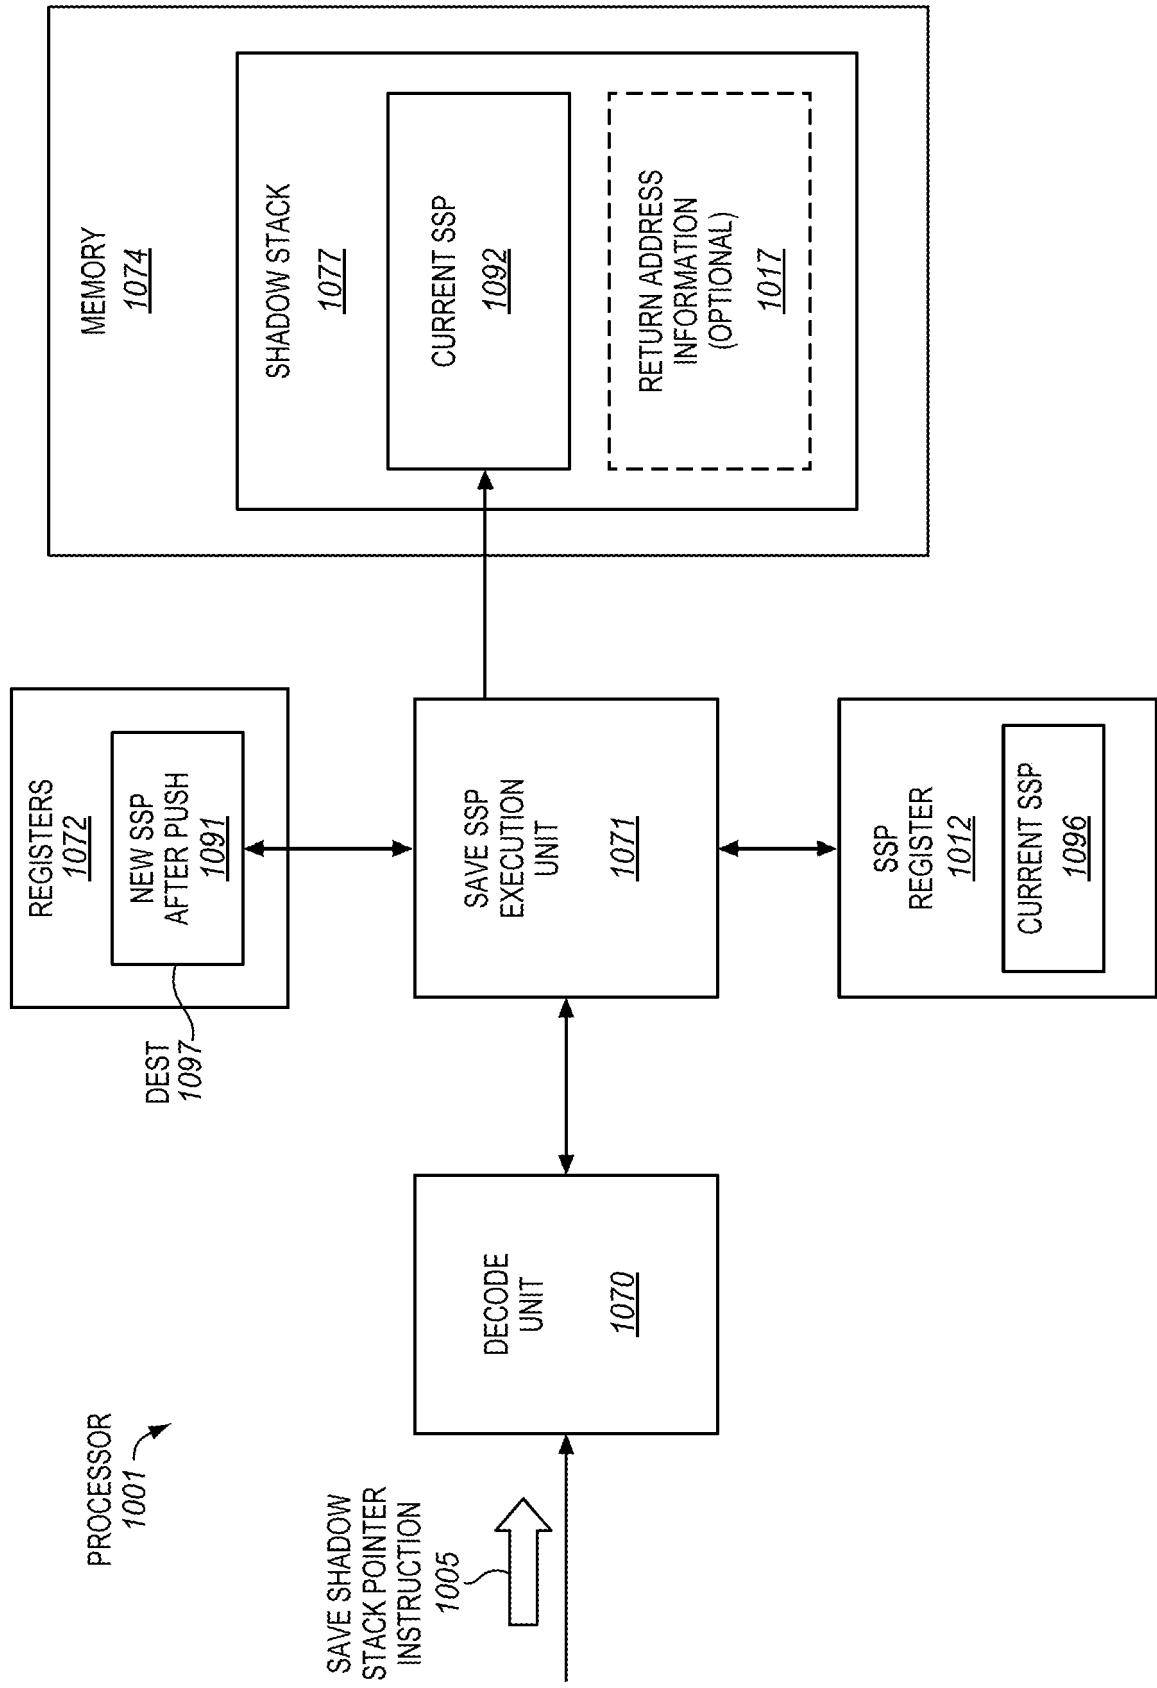 PROCESSOR
1001
SAVE SHADOW
STACK POINTER
INSTRUCTION
1005
DECODE
UNIT
1070
DEST
1097
REGISTERS
1072
NEW SSP
AFTER PUSH
1091
SAVE SSP
EXECUTION
UNIT
1071
SSP
REGISTER
1012
CURRENT SSP
1096
MEMORY
1074
SHADOW STACK
1077
CURRENT SSP
1092
RETURN ADDRESS
INFORMATION
(OPTIONAL)
1017